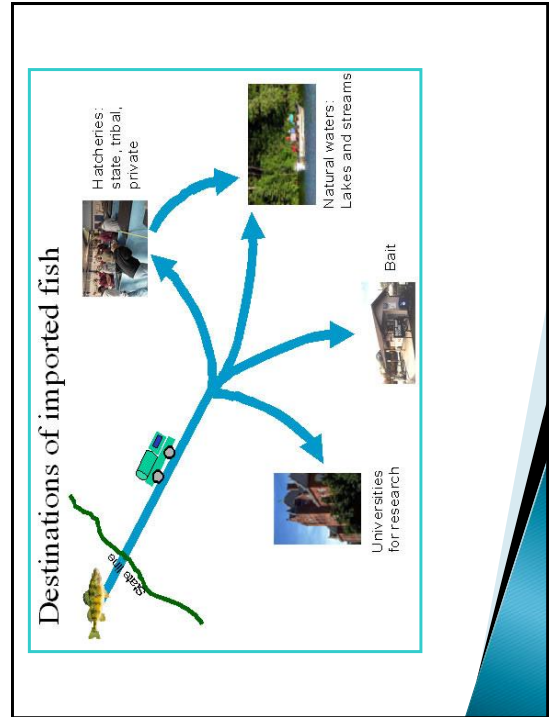 Destinations of imported fish
State line
Hatcheries:
state, tribal,
private
Natural waters:
Lakes and streams
Bait
Universities
for research